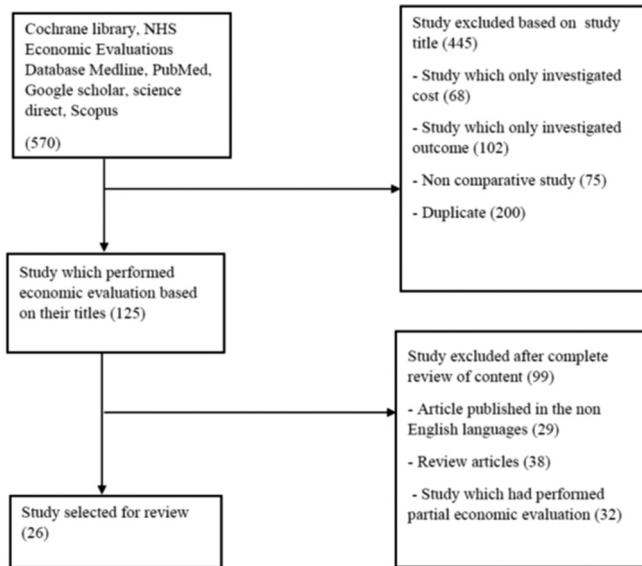 Cochrane library, NHS
Economic Evaluations
Database Medline, PubMed,
Google scholar, science
direct, Scopus
(570)
Study excluded based on study
title (445)
- Study which only investigated
cost (68)
- Study which only investigated
outcome (102)
- Non comparative study (75)
- Duplicate (200)
Study which performed
economic evaluation based
on their titles (125)
Study excluded after complete
review of content (99)
- Article published in the non
English languages (29)
- Review articles (38)
- Study which had performed
partial economic evaluation (32)
Study selected for review
(26)